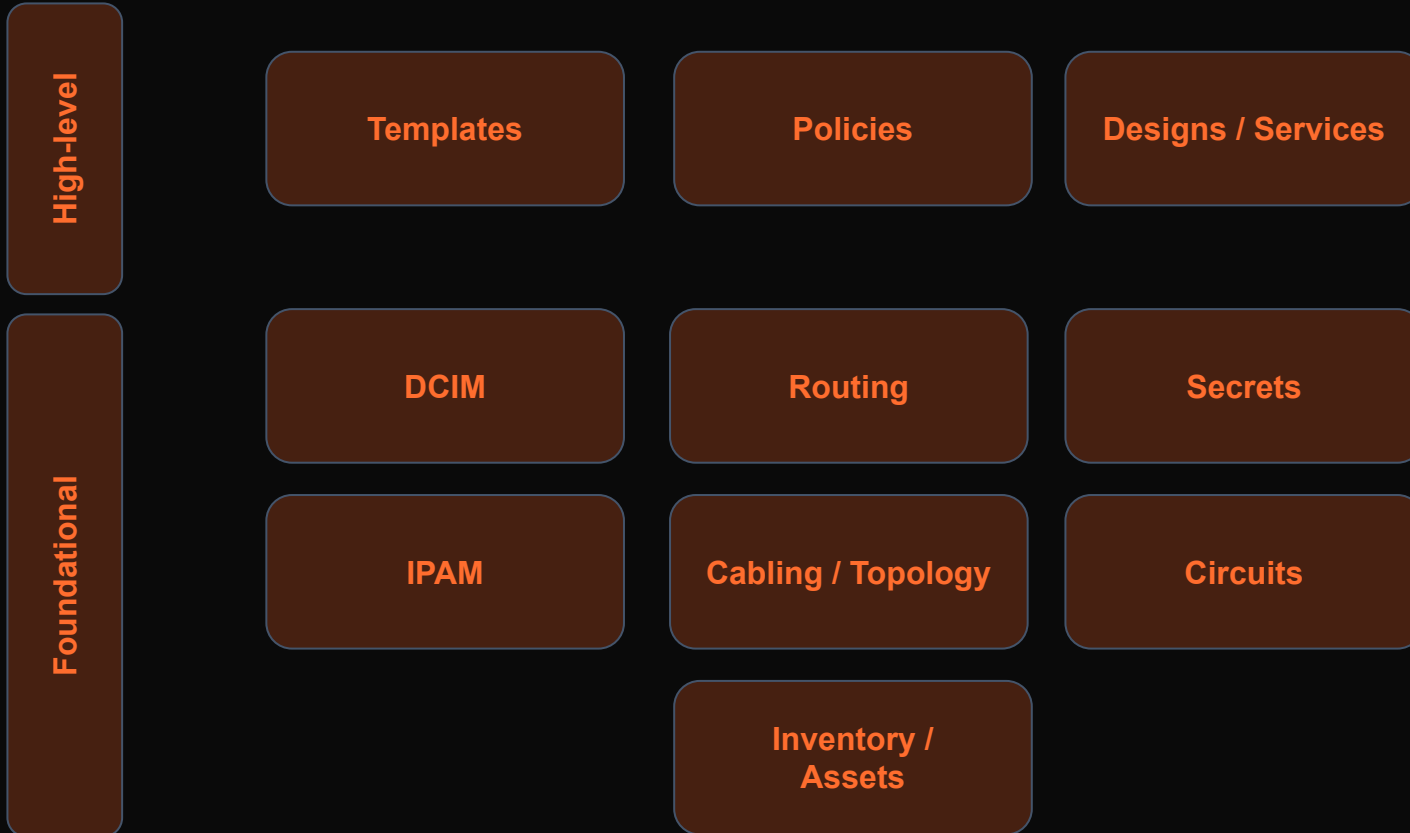 High-level
Templates
Policies
Designs / Services
Foundational
DCIM
Routing
Secrets
IPAM
Cabling / Topology
Circuits
Inventory /
Assets